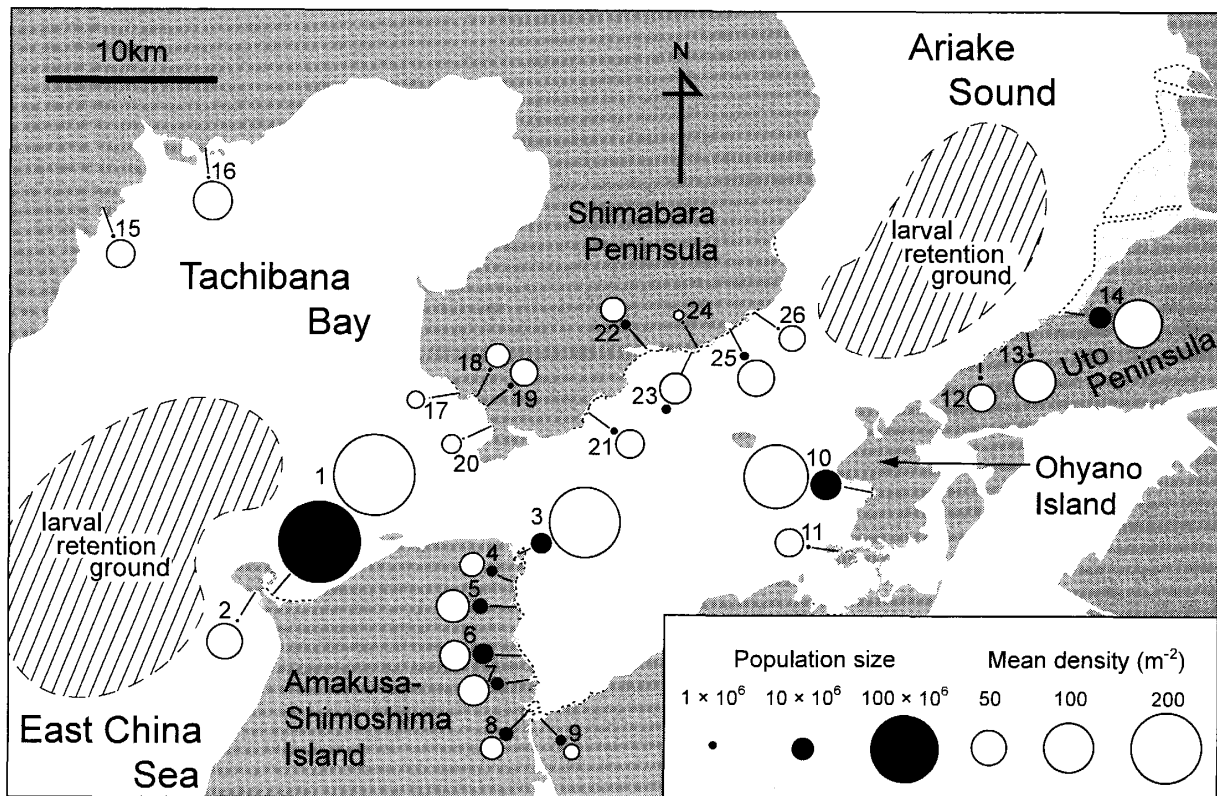 10km
N
Ariake
Sound
16
15
Shimabara
Peninsula
larval
retention
ground
Tachibana
Bay
24
26
22
14
25
13
Uto
Peninsula
18
12
19
23
17
20
21
1
10
Ohyano
Island
larval
retention
ground
3
11
4
5
2
6
7
Amakusa-
Shimoshima
Island
8
9
East China
Sea
Population size
Mean density (m-2)
1 × 10⁶
10 × 10⁶
100 × 10⁶
50
100
200